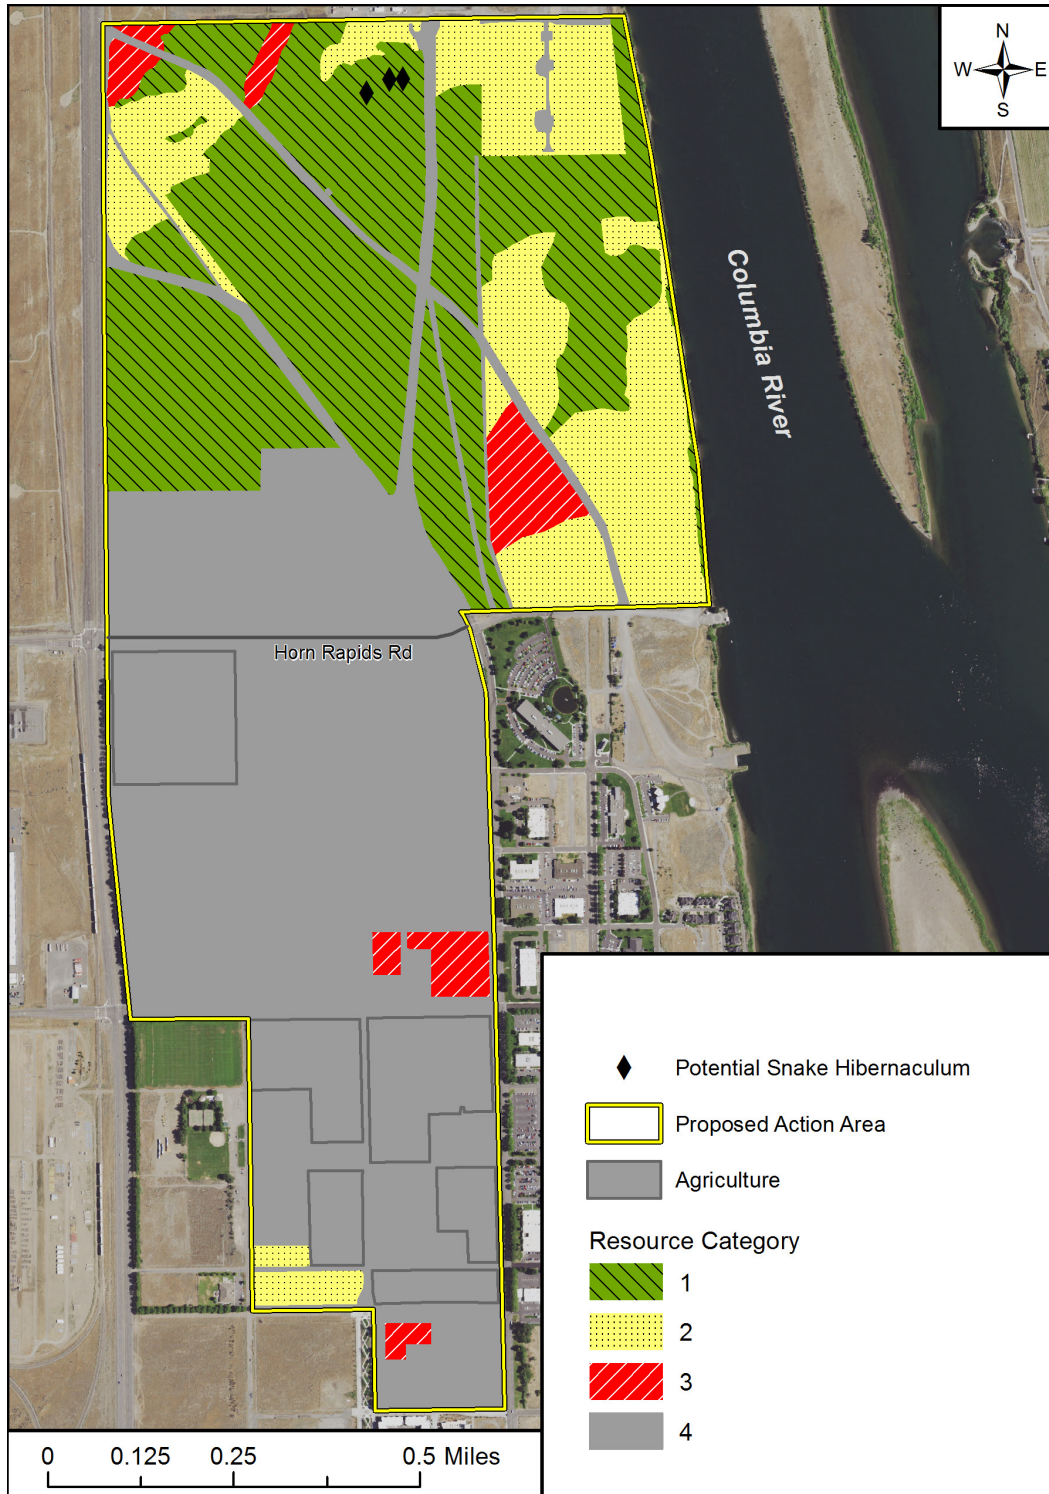 N
W E
S
Columbia River
Horn Rapids Rd
Potential Snake Hibernaculum
Proposed Action Area
Agriculture
Resource Category
1
2
3
4
0 0.125 0.25 0.5 Miles